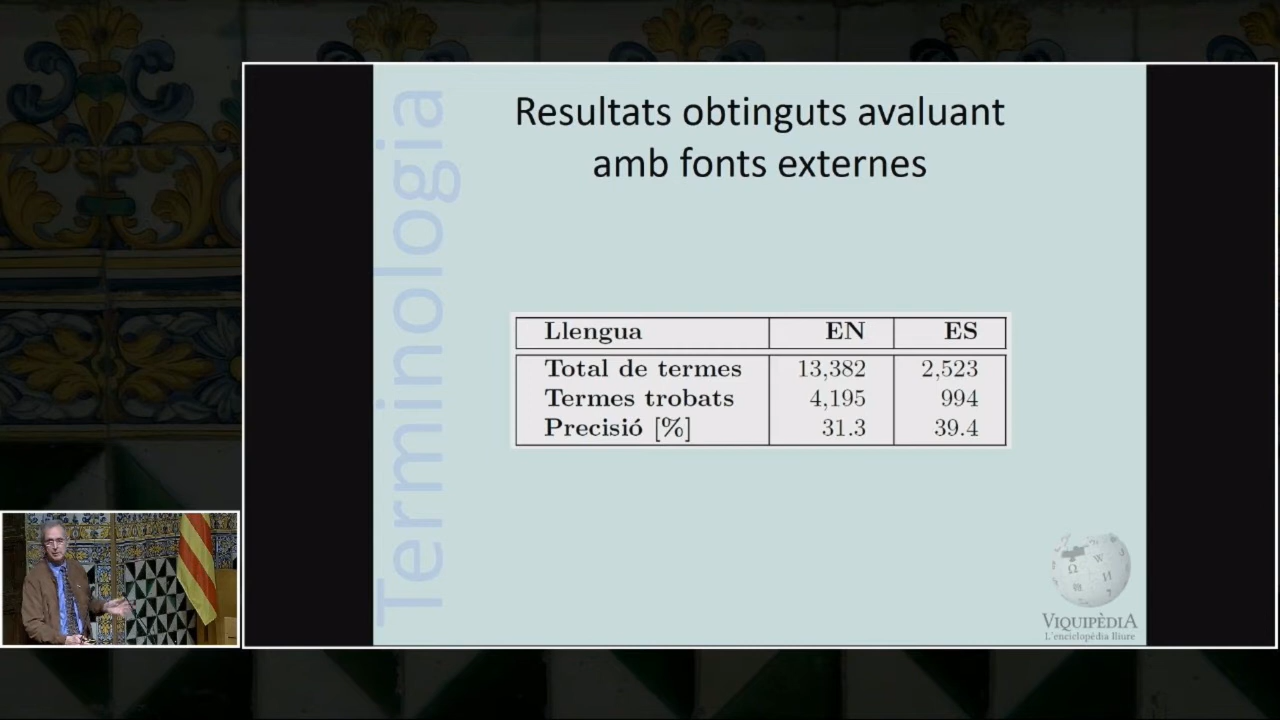 Terminologia
Resultats obtinguts avaluant
amb fonts externes
Llengua EN ES
Total de termes 13,382 2,523
Termes trobats 4,195 994
Precisió [%] 31.3 39.4
Ω W И
VIQUIPÈDIA
L'enciclopèdia lliure